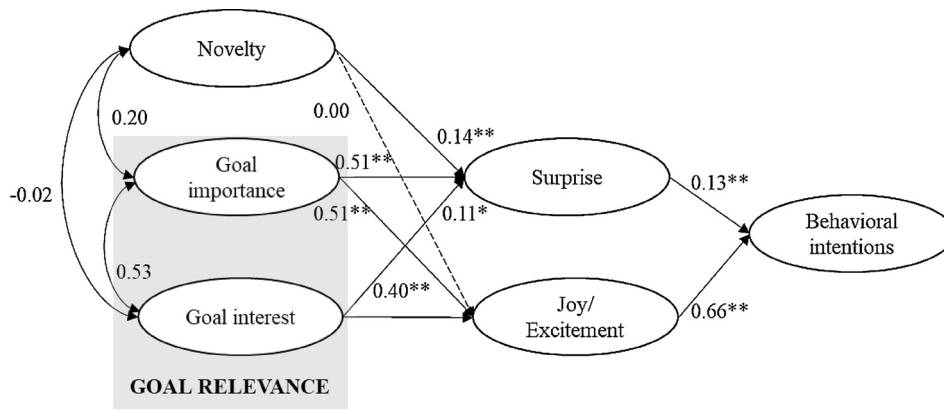 Novelty
0.20
0.00
0.14**
-0.02
Goal
importance
0.51**
0.51**
Surprise
0.11*
0.13**
Behavioral
intentions
0.53
Goal interest
0.40**
Joy/
Excitement
0.66**
GOAL RELEVANCE